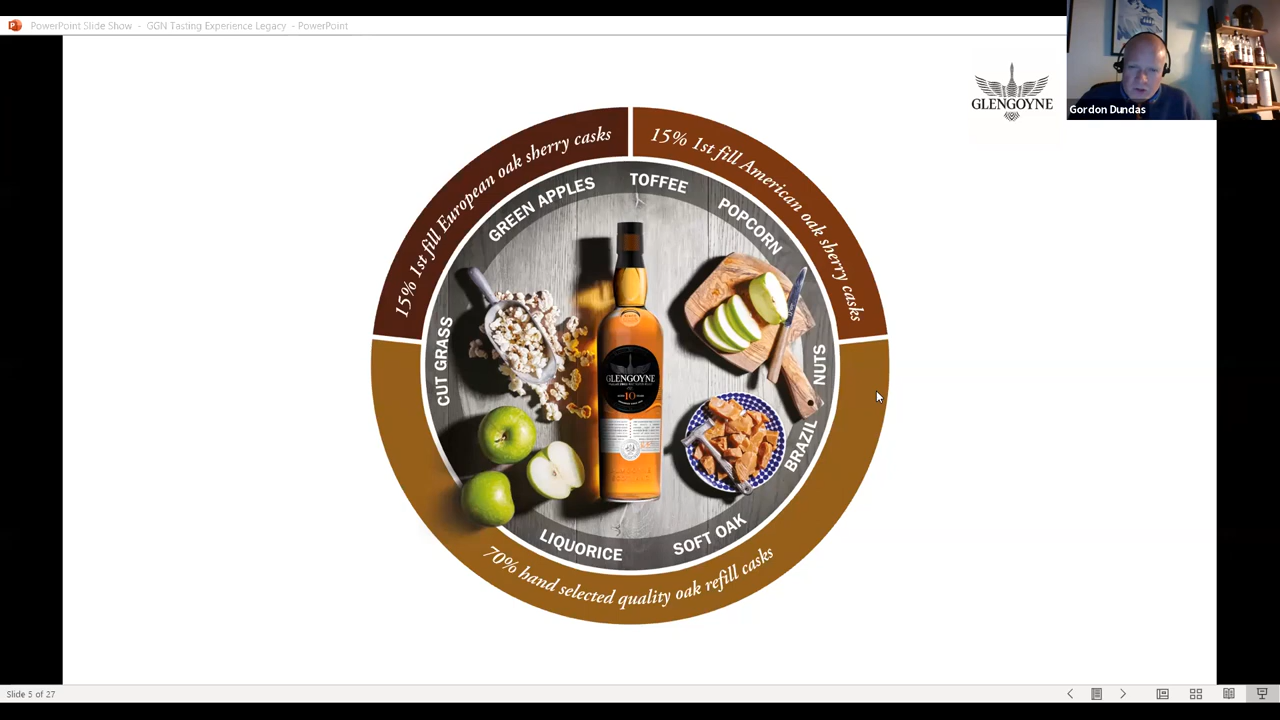 PowerPoint Slide Show - GGN Tasting Experience Legacy - PowerPoint
GLENGOYNE
Gordon Dundas
15% 1st fill European oak sherry casks
15% 1st fill American oak sherry casks
70% hand selected quality oak refill casks
CUT GRASS
GREEN APPLES
TOFFEE
POPCORN
BRAZIL NUTS
SOFT OAK
LIQUORICE
GLENGOYNE
10
Slide 5 of 27